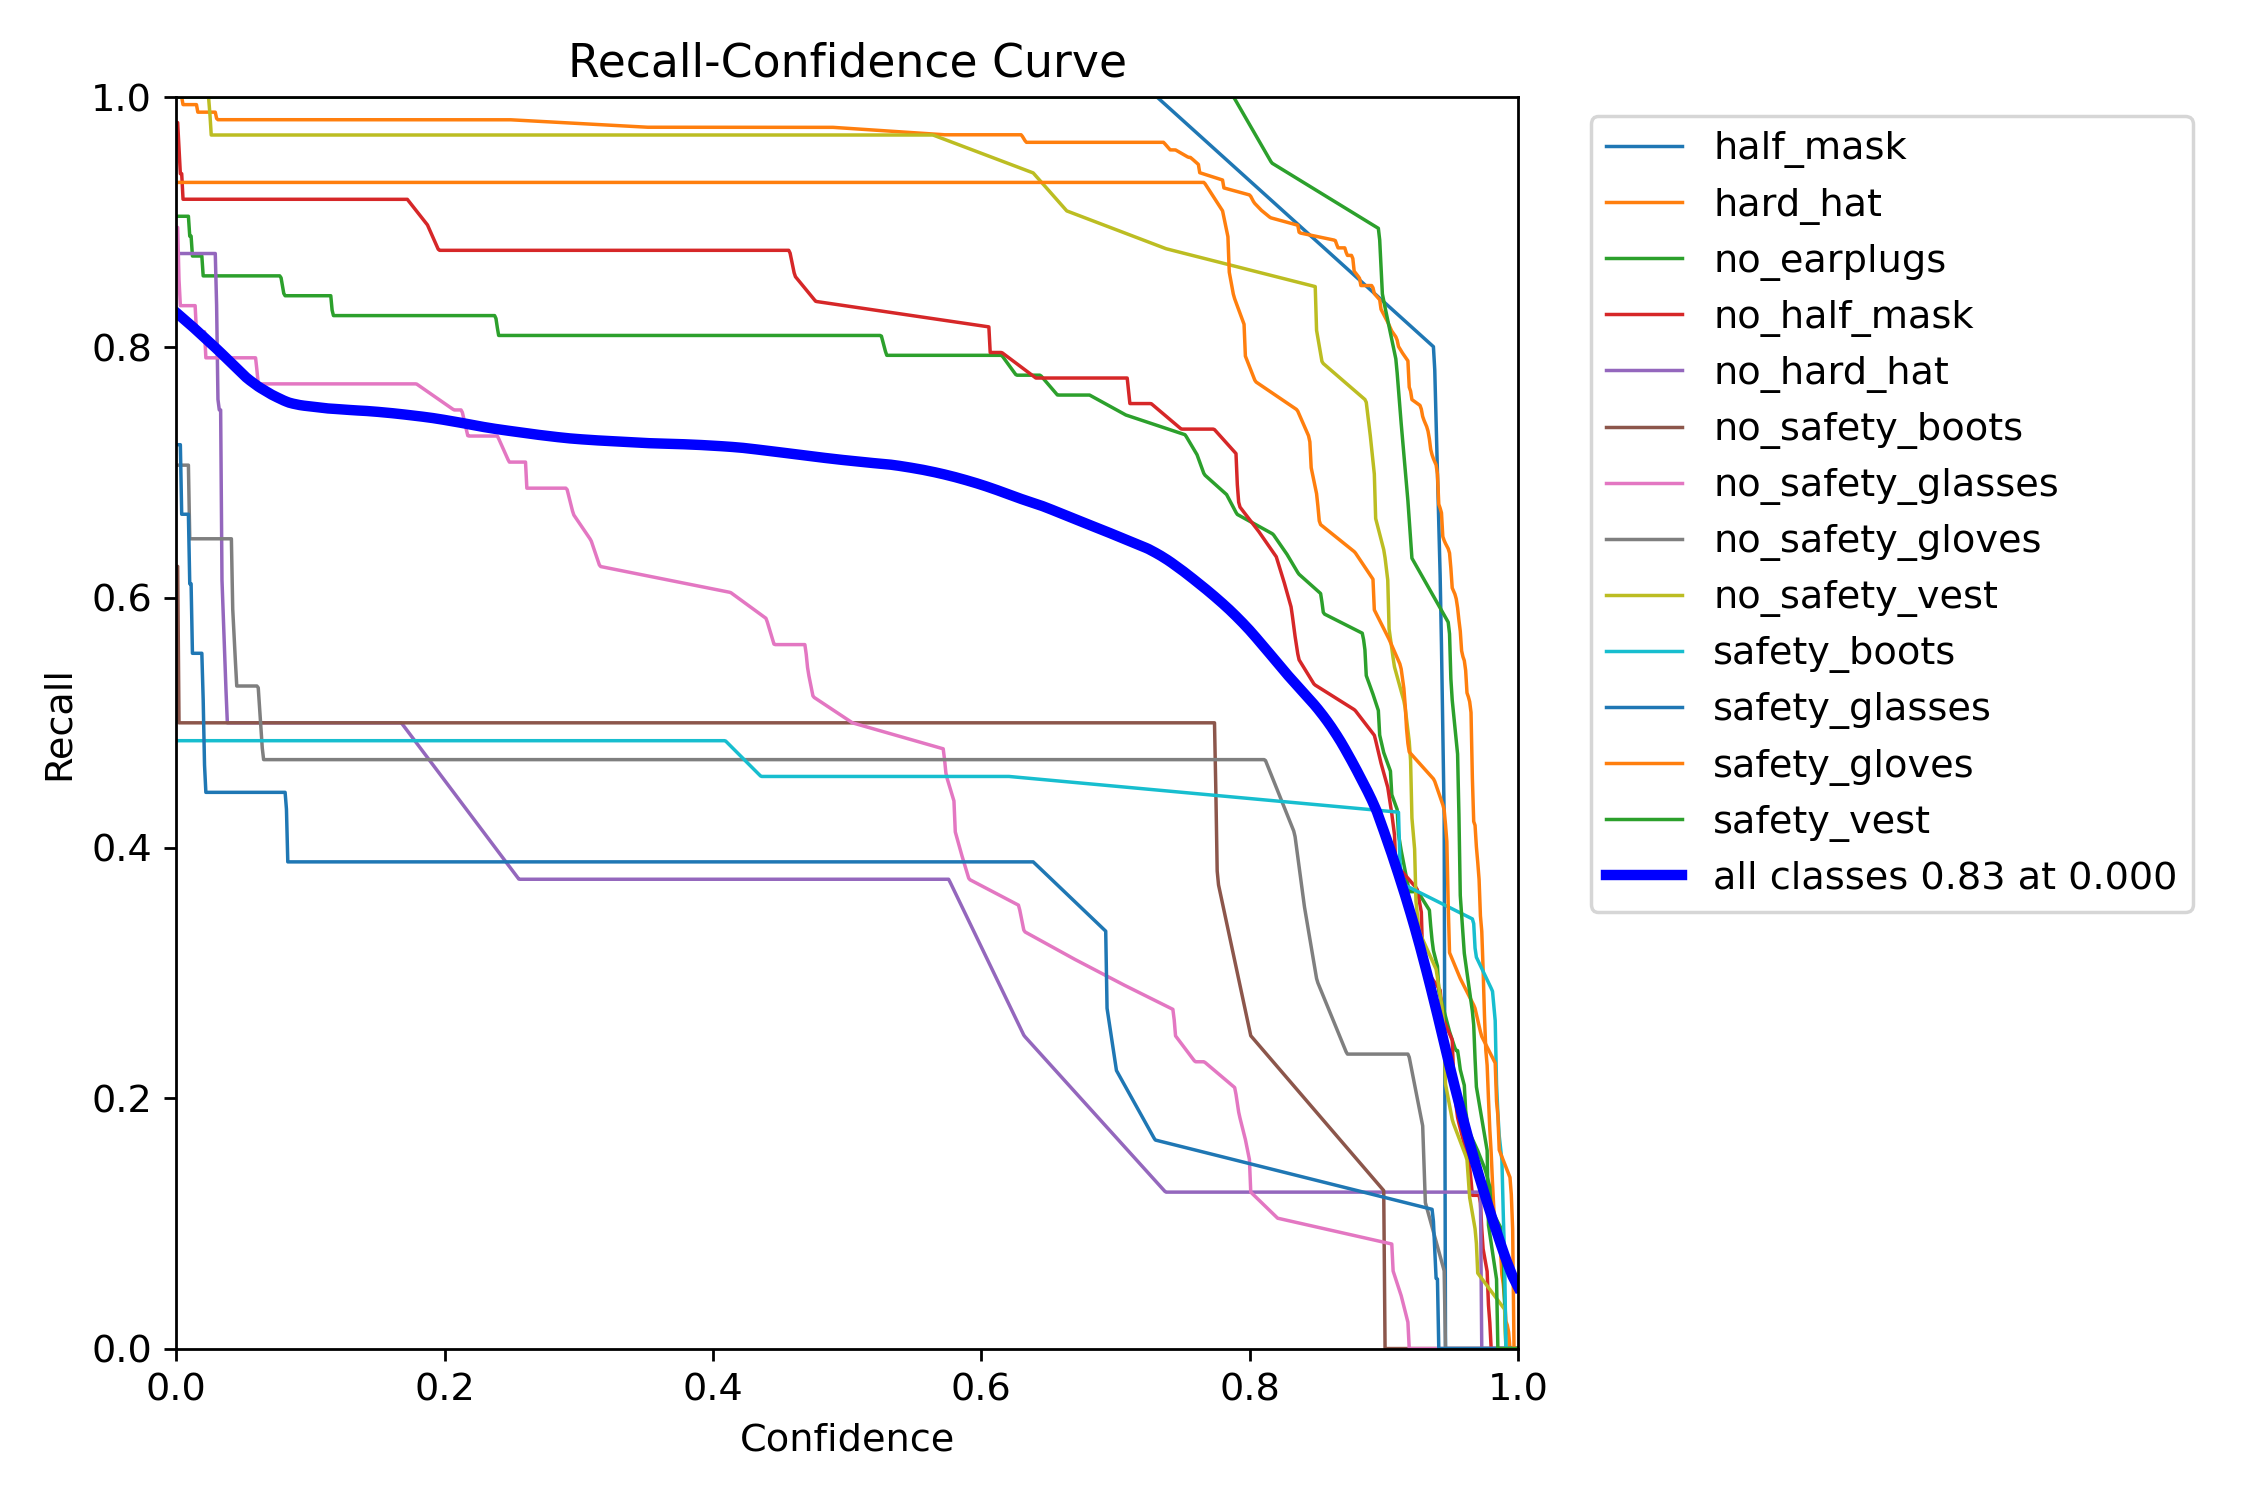 Recall-Confidence Curve
1.0
0.8
0.6
0.4
0.2
0.0
Recall
0.0 0.2 0.4 0.6 0.8 1.0
Confidence
half_mask
hard_hat
no_earplugs
no_half_mask
no_hard_hat
no_safety_boots
no_safety_glasses
no_safety_gloves
no_safety_vest
safety_boots
safety_glasses
safety_gloves
safety_vest
all classes 0.83 at 0.000